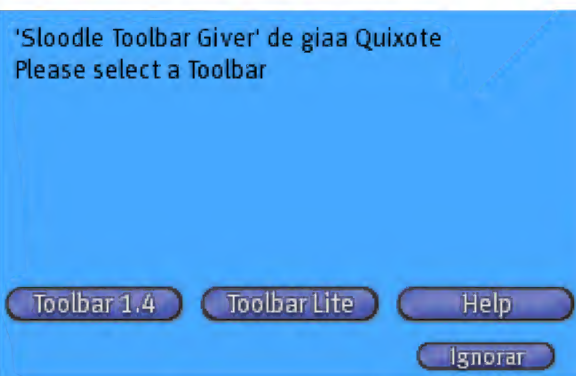 'Sloodle Toolbar Giver' de giaa Quixote
Please select a Toolbar
Toolbar 1.4 Toolbar Lite Help
Ignorar